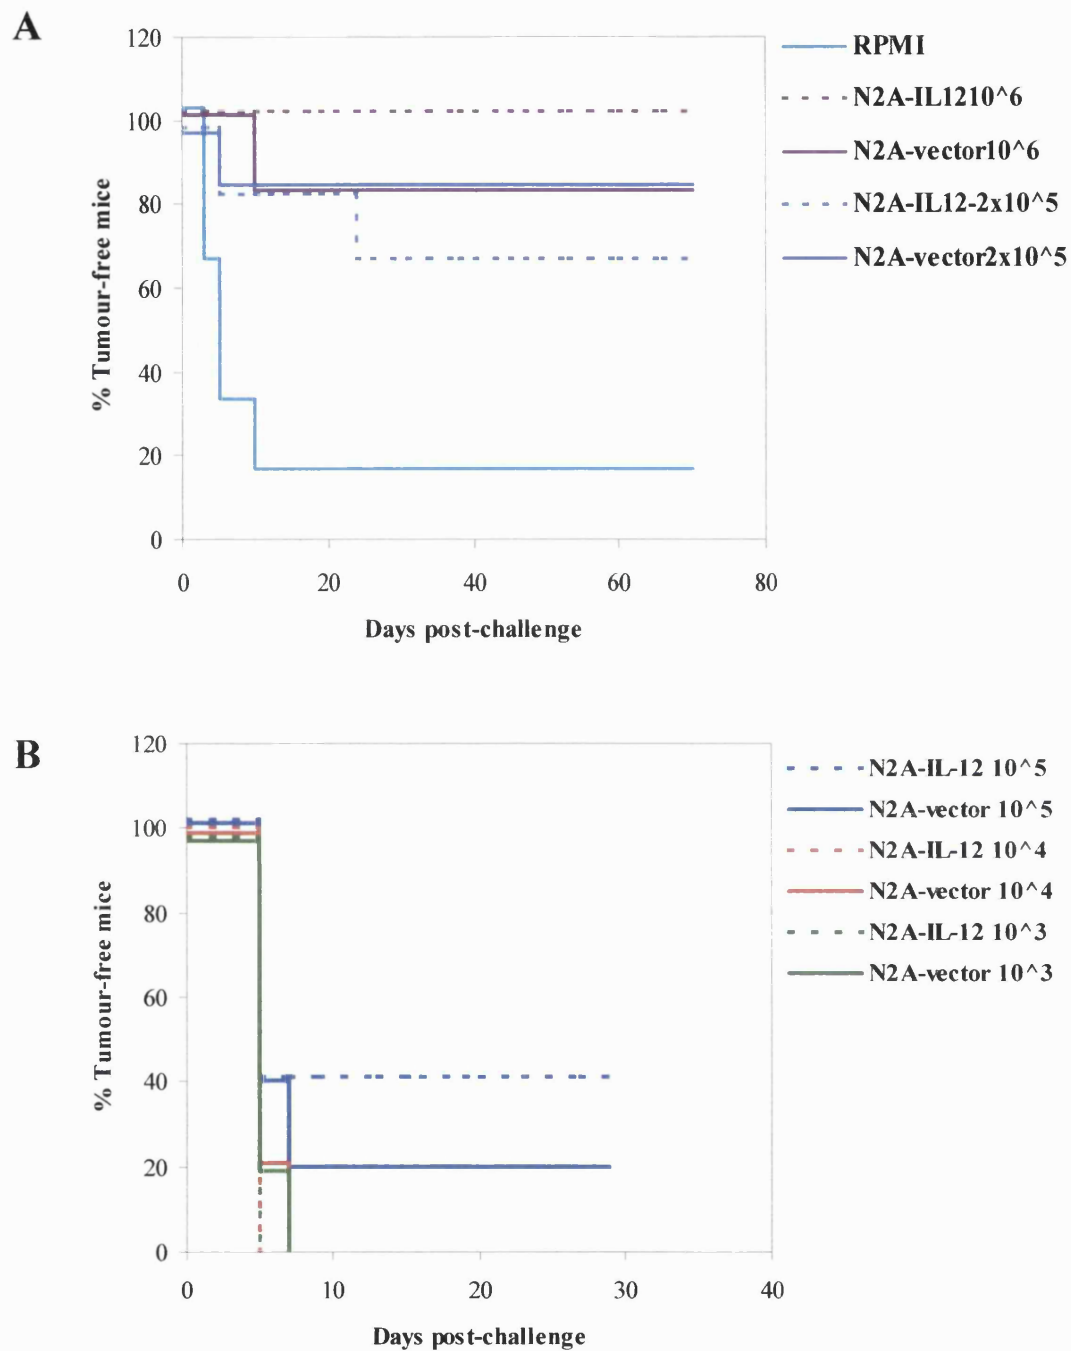 A
120
100
80
60
40
20
0
% Tumour-free mice
0 20 40 60 80
Days post-challenge
RPMI
N2A-IL1210^6
N2A-vector10^6
N2A-IL12-2x10^5
N2A-vector2x10^5
B
120
100
80
60
40
20
0
% Tumour-free mice
0 10 20 30 40
Days post-challenge
N2A-IL-12 10^5
N2A-vector 10^5
N2A-IL-12 10^4
N2A-vector 10^4
N2A-IL-12 10^3
N2A-vector 10^3